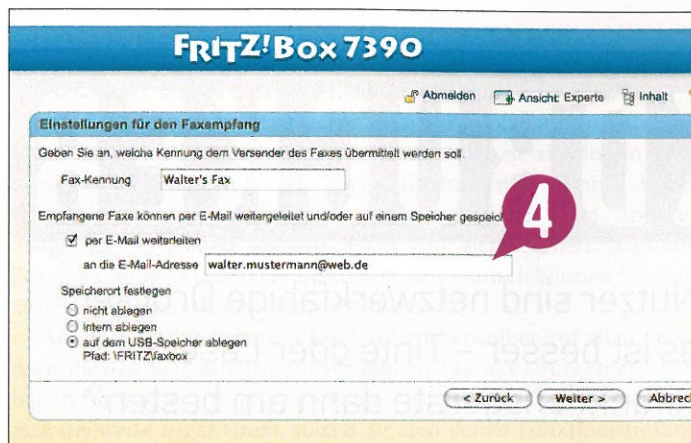 FRITZ!Box 7390
Abmelden Ansicht: Experte Inhalt
Einstellungen für den Faxempfang
Geben Sie an, welche Kennung dem Versender des Faxes übermittelt werden soll.
Fax-Kennung Walter's Fax
Empfangene Faxe können per E-Mail weitergeleitet und/oder auf einem Speicher gespeich
4
per E-Mail weiterleiten
an die E-Mail-Adresse walter.mustermann@web.de
Speicherort festlegen
nicht ablegen
intern ablegen
auf dem USB-Speicher ablegen
Pfad: \FRITZ\faxbox
< Zurück Weiter > Abbrec